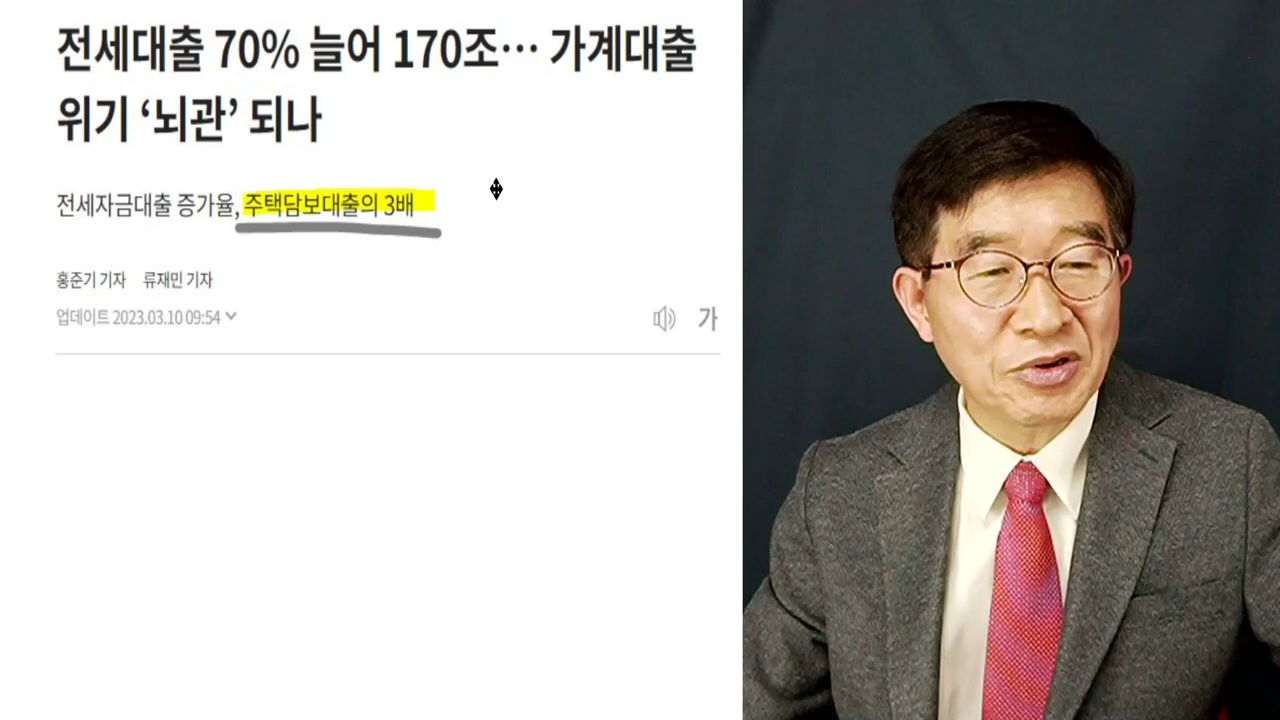 전세대출 70% 늘어 170조… 가계대출
위기 ‘뇌관’ 되나
전세자금대출 증가율, 주택담보대출의 3배
홍준기 기자 류재민 기자
업데이트 2023.03.10 09:54
가